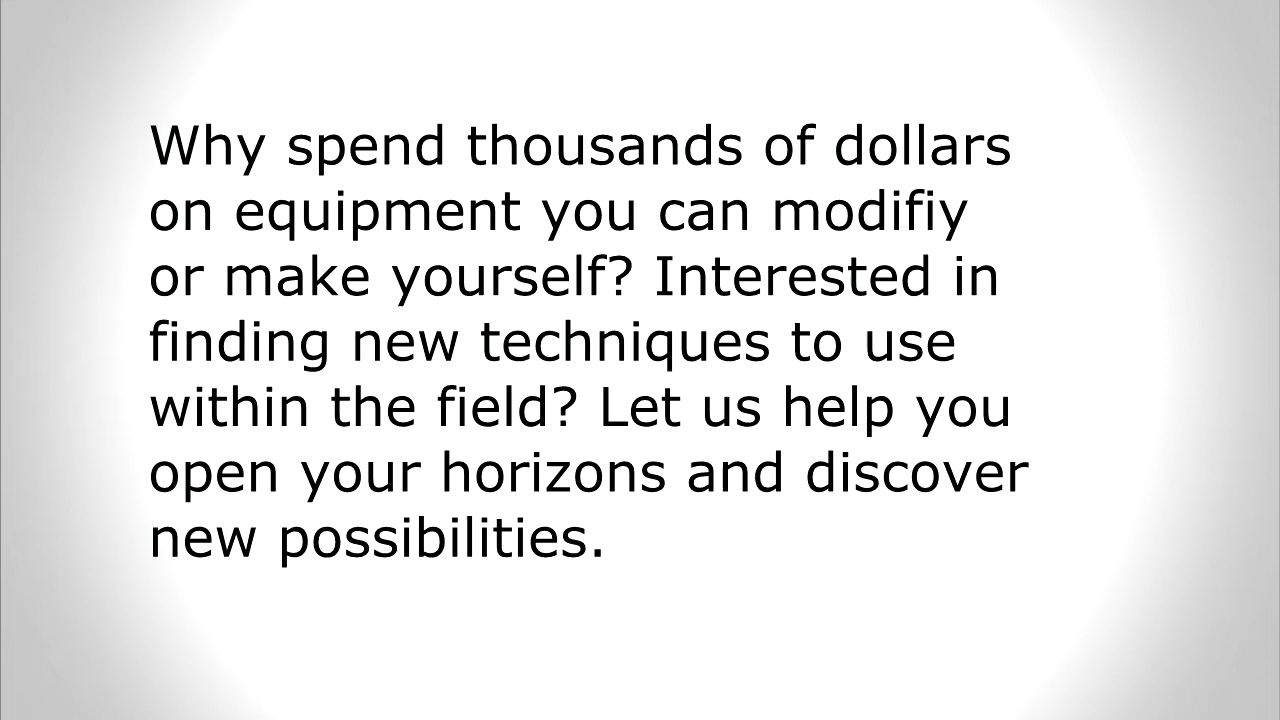 Why spend thousands of dollars
on equipment you can modifiy
or make yourself? Interested in
finding new techniques to use
within the field? Let us help you
open your horizons and discover
new possibilities.